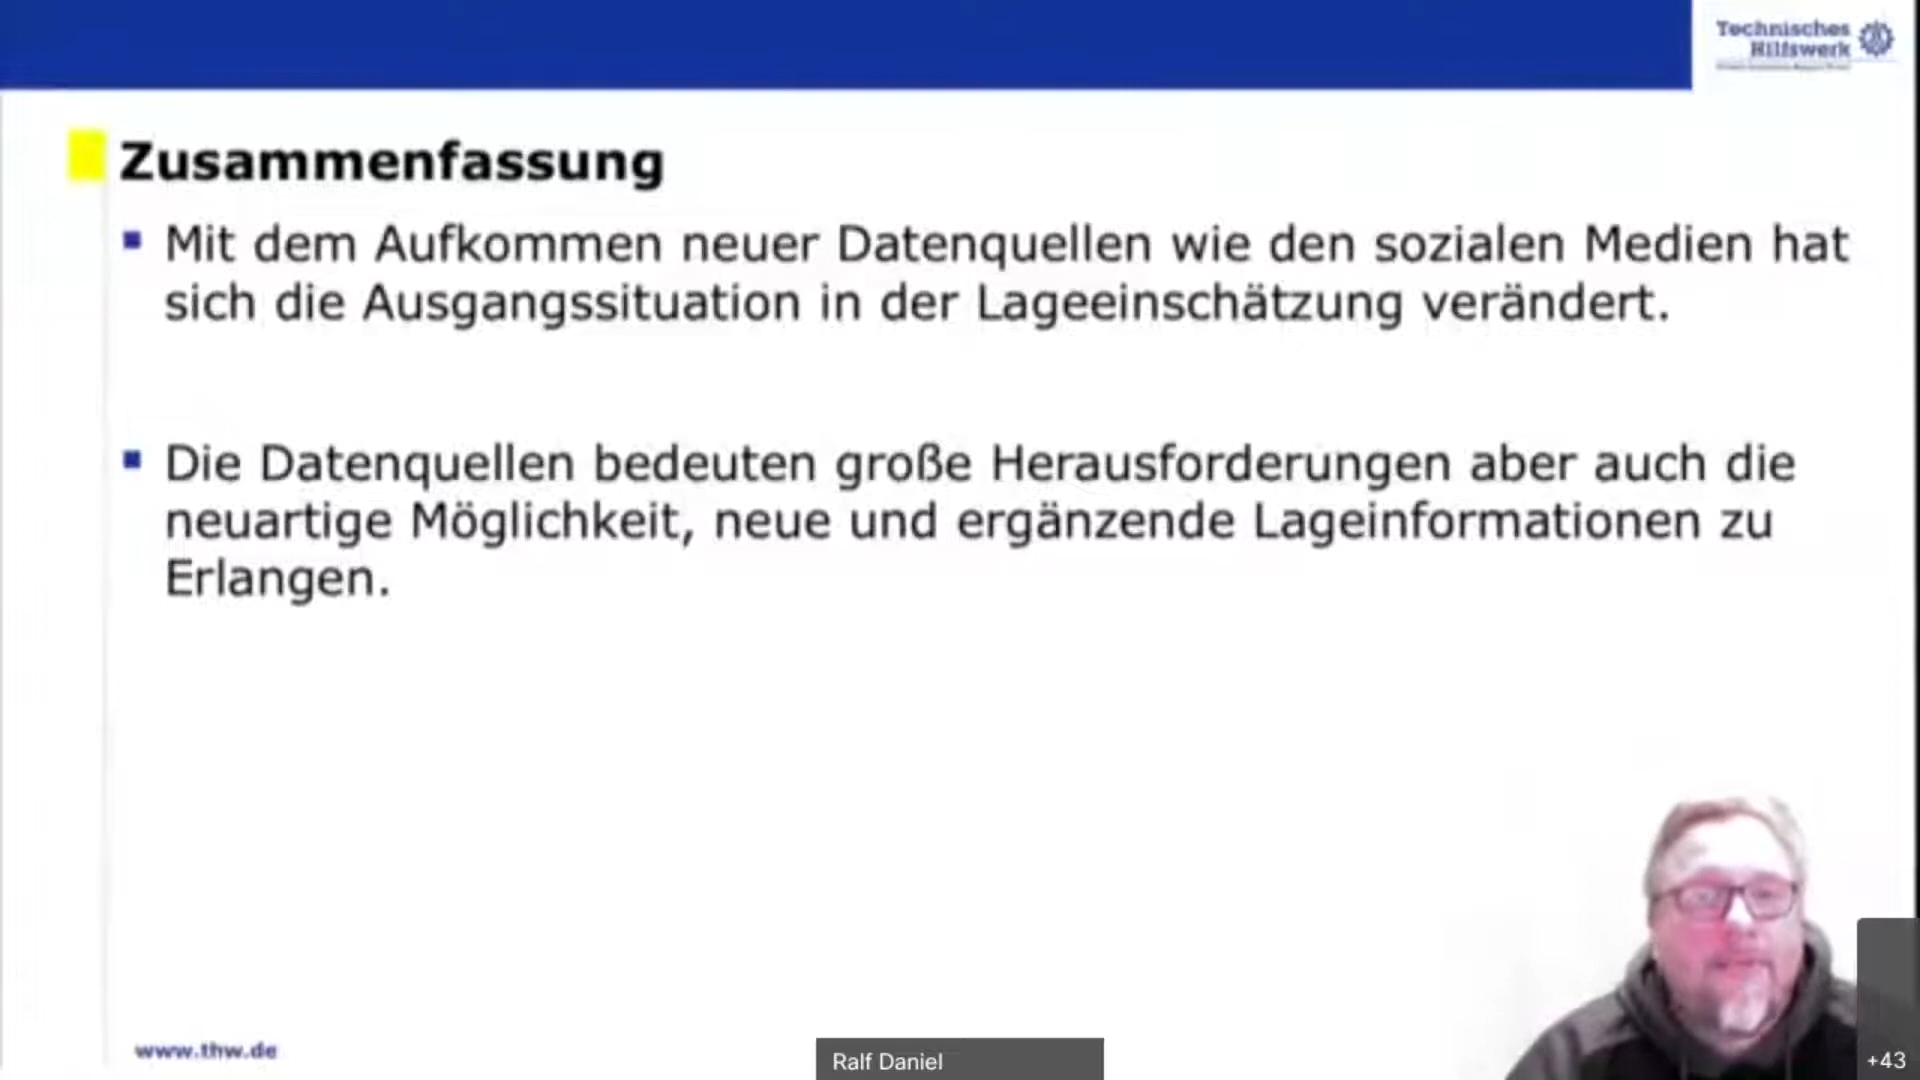 Technisches
Hilfswerk
Zusammenfassung
Mit dem Aufkommen neuer Datenquellen wie den sozialen Medien hat
sich die Ausgangssituation in der Lageeinschätzung verändert.
Die Datenquellen bedeuten große Herausforderungen aber auch die
neuartige Möglichkeit, neue und ergänzende Lageinformationen zu
Erlangen.
www.thw.de
Ralf Daniel
+43